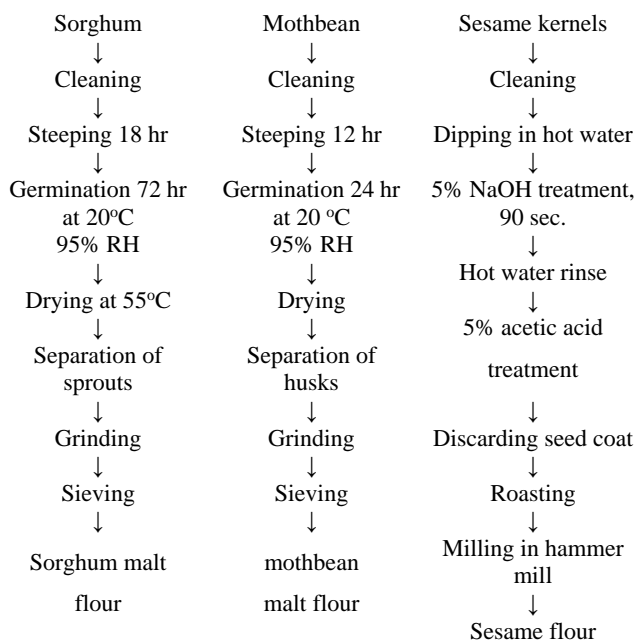 Sorghum
↓
Cleaning
↓
Steeping 18 hr
↓
Germination 72 hr
at 20°C
95% RH
↓
Drying at 55°C
↓
Separation of
sprouts
↓
Grinding
↓
Sieving
↓
Sorghum malt
flour
Mothbean
↓
Cleaning
↓
Steeping 12 hr
↓
Germination 24 hr
at 20 °C
95% RH
↓
Drying
↓
Separation of
husks
↓
Grinding
↓
Sieving
↓
mothbean
malt flour
Sesame kernels
↓
Cleaning
↓
Dipping in hot water
↓
5% NaOH treatment,
90 sec.
↓
Hot water rinse
↓
5% acetic acid
treatment
↓
Discarding seed coat
↓
Roasting
↓
Milling in hammer
mill
↓
Sesame flour